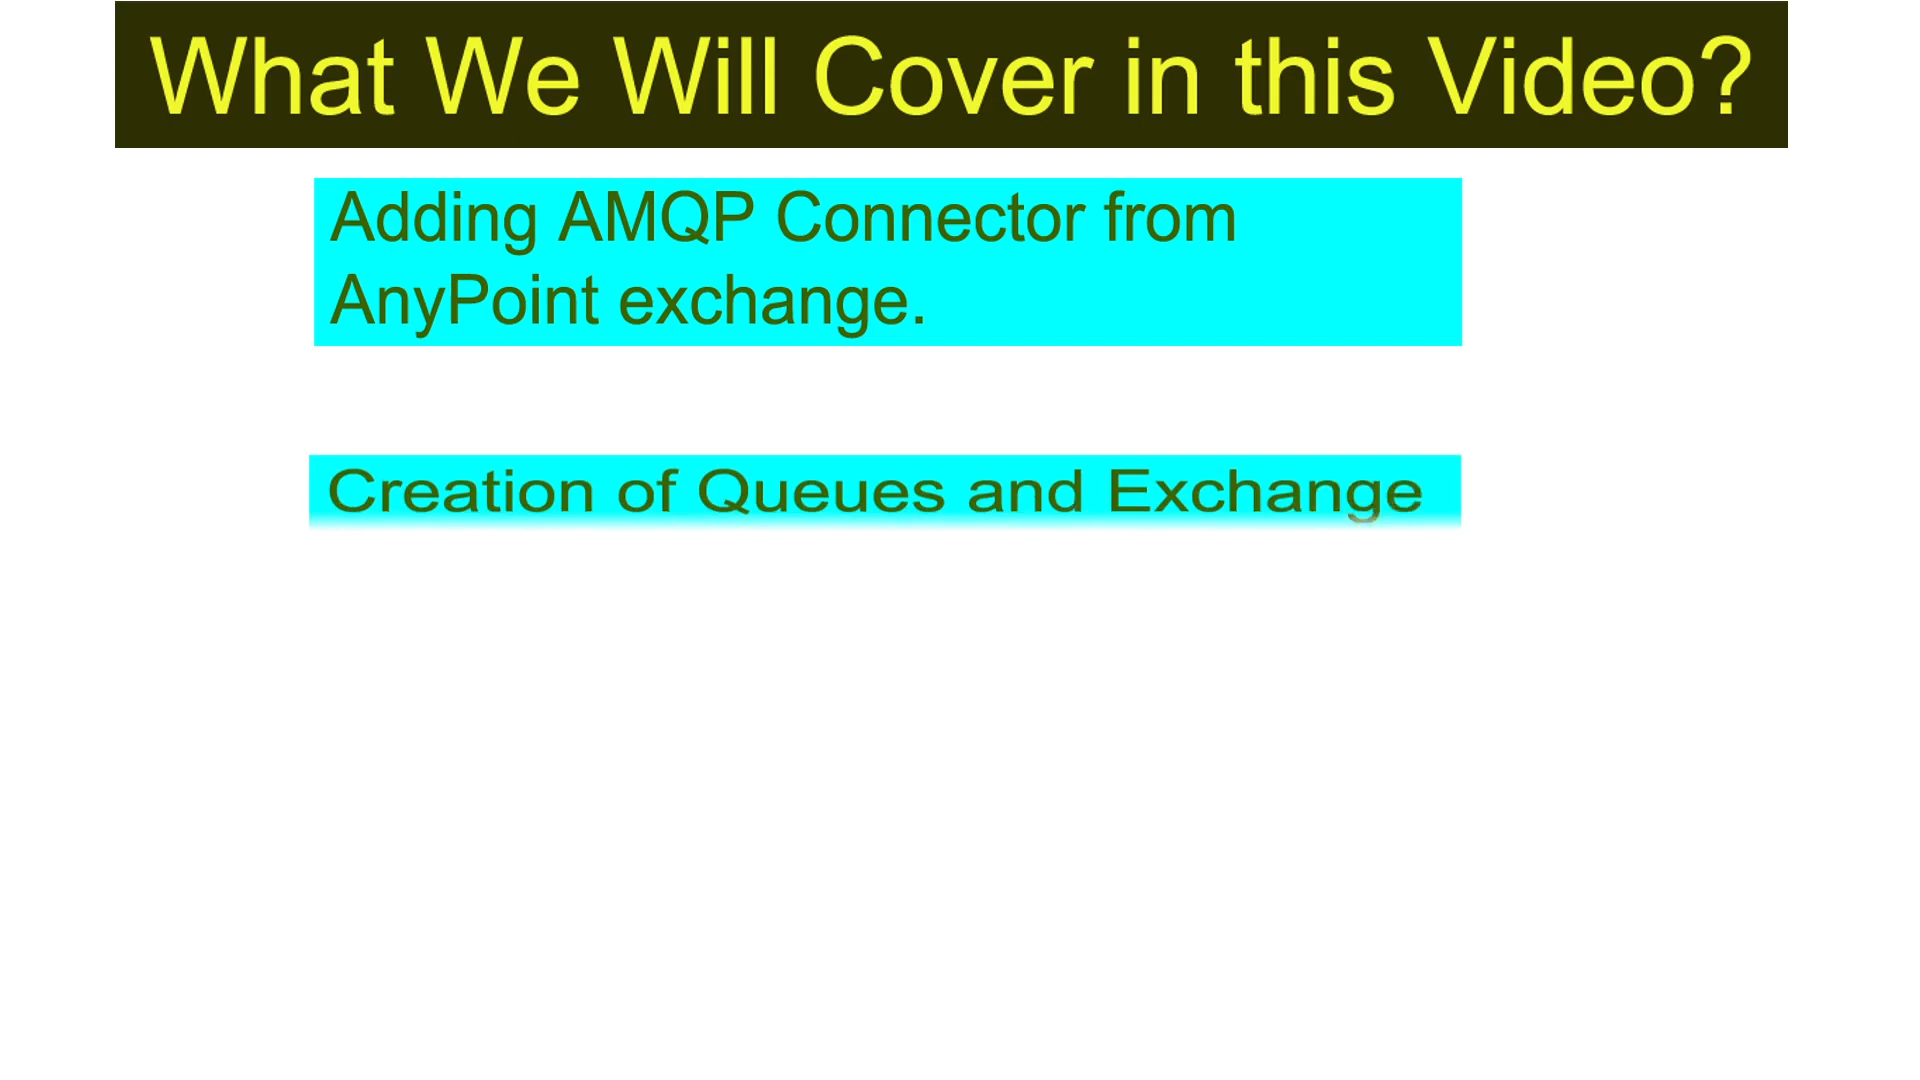 What We Will Cover in this Video?
Adding AMQP Connector from
AnyPoint exchange.
Creation of Queues and Exchange